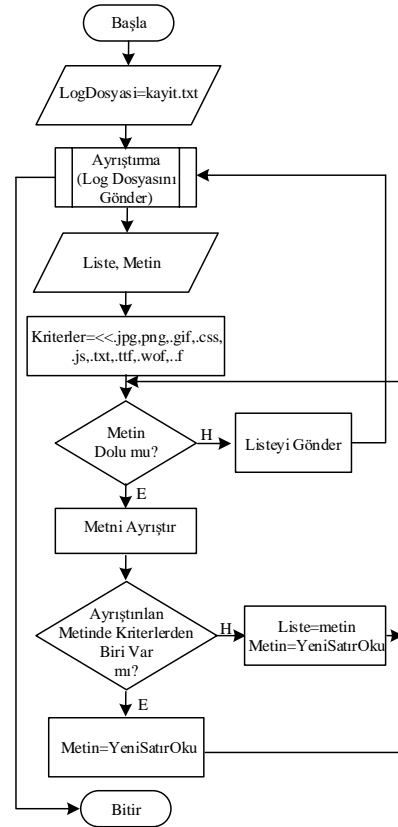 Başla
LogDosyasi=kayit.txt
Ayrıştırma
(Log Dosyasını
Gönder)
Liste, Metin
Kriterler=<<.jpg,png,.gif,.css,
.js,.txt,.ttf,.wof,..f
Metin
Dolu mu?
H
Listeyi Gönder
E
Metni Ayrıştır
Ayrıştırılan
Metinde Kriterlerden
Biri Var
mı?
H
Liste=metin
Metin=YeniSatırOku
E
Metin=YeniSatırOku
Bitir